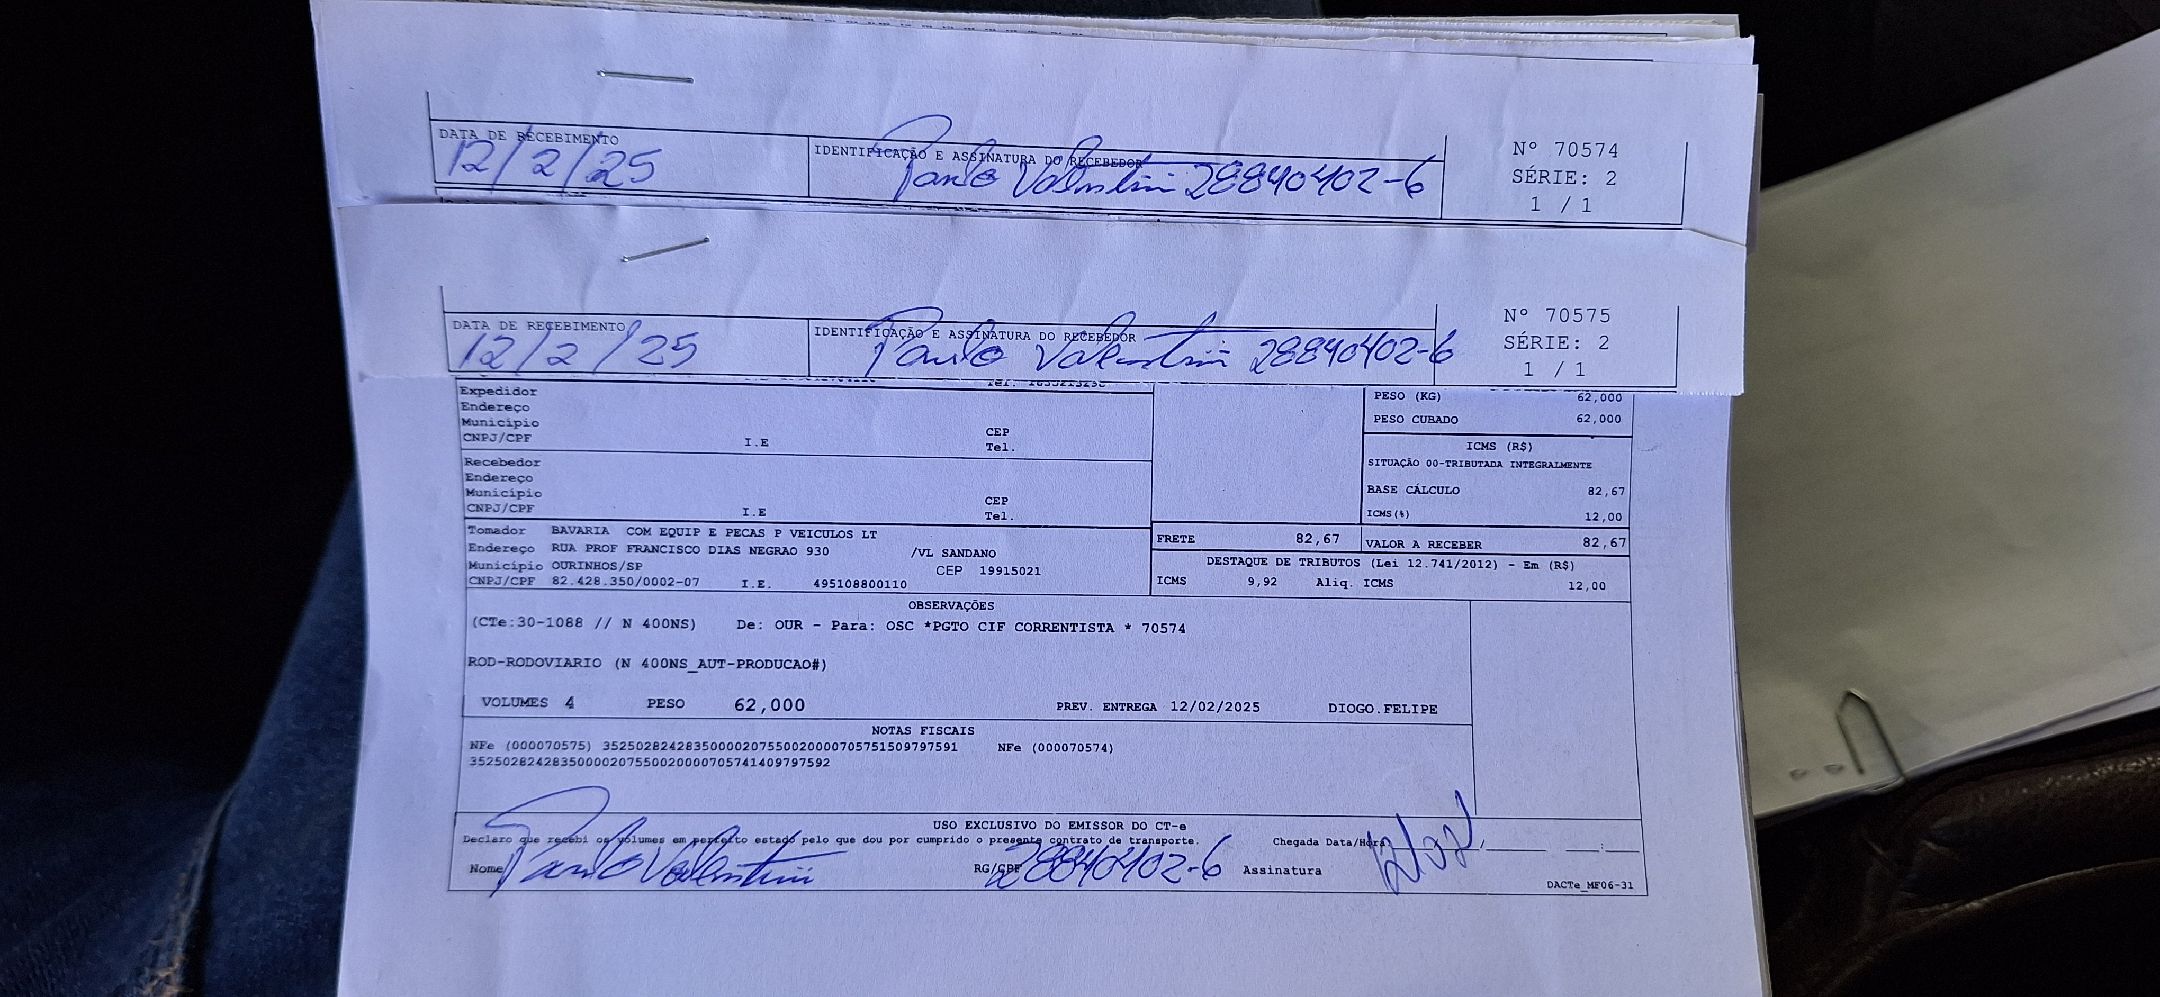 DATA DE RECEBIMENTO
12/2/25
IDENTIFICAÇÃO E ASSINATURA DO RECEBEDOR
Paulo Valentini 28840402-6
Nº 70574
SÉRIE: 2
1 / 1
DATA DE RECEBIMENTO
12/2/25
IDENTIFICAÇÃO E ASSINATURA DO RECEBEDOR
Paulo Valentini 28840402-6
Nº 70575
SÉRIE: 2
1 / 1
Expedidor
Endereço
Município CEP
CNPJ/CPF I.E Tel.
PESO (KG) 62,000
PESO CUBADO 62,000
ICMS (R$)
SITUAÇÃO 00-TRIBUTADA INTEGRALMENTE
BASE CÁLCULO 82,67
ICMS(%) 12,00
Recebedor
Endereço
Município CEP
CNPJ/CPF I.E Tel.
Tomador BAVARIA COM EQUIP E PECAS P VEICULOS LT
Endereço RUA PROF FRANCISCO DIAS NEGRAO 930 /VL SANDANO
Município OURINHOS/SP CEP 19915021
CNPJ/CPF 82.428.350/0002-07 I.E. 495108800110
FRETE 82,67 VALOR A RECEBER 82,67
DESTAQUE DE TRIBUTOS (Lei 12.741/2012) - Em (R$)
ICMS 9,92 Aliq. ICMS 12,00
OBSERVAÇÕES
(CTe:30-1088 // N 400NS) De: OUR - Para: OSC *PGTO CIF CORRENTISTA * 70574
ROD-RODOVIARIO (N 400NS_AUT-PRODUCAO#)
VOLUMES 4 PESO 62,000 PREV. ENTREGA 12/02/2025 DIOGO.FELIPE
NOTAS FISCAIS
NFe (000070575) 35250282428350000207550020000705751509797591 NFe (000070574)
35250282428350000207550020000705741409797592
USO EXCLUSIVO DO EMISSOR DO CT-e
Declaro que recebi os volumes em perfeito estado pelo que dou por cumprido o presente contrato de transporte. Chegada Data/Hora
Nome Paulo Valentini RG/CPF 28840402-6 Assinatura
DACTe_MF06-31